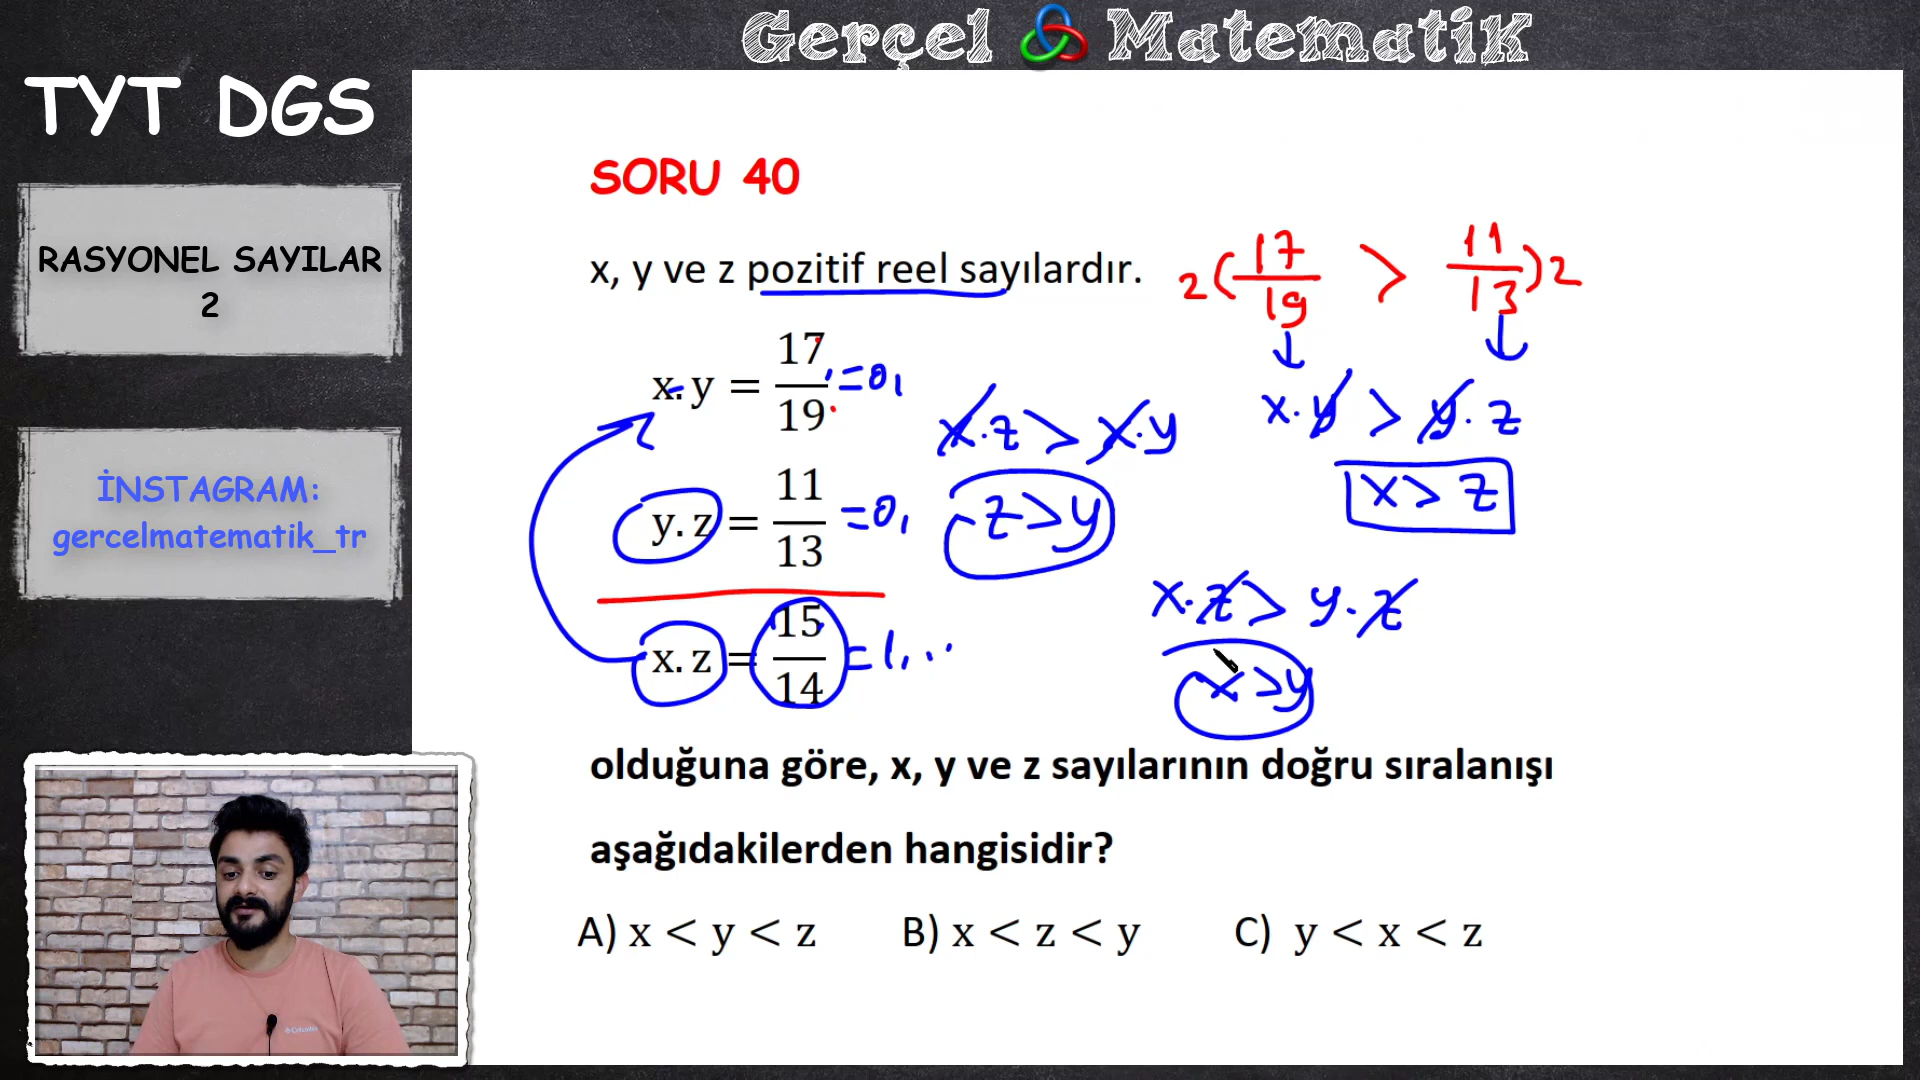 Gerçel Matematik
TYT DGS
RASYONEL SAYILAR
2
İNSTAGRAM:
gercelmatematik_tr
SORU 40
x, y ve z pozitif reel sayılardır.
x.y = 17/19 = 0,
y.z = 11/13 = 0,
x.z = 15/14 = 1,..
x.z > x.y
z > y
2( 17/19 > 11/13 )2
x.y > y.z
x > z
x.z > y.z
x > y
olduğuna göre, x, y ve z sayılarının doğru sıralanışı
aşağıdakilerden hangisidir?
A) x < y < z B) x < z < y C) y < x < z